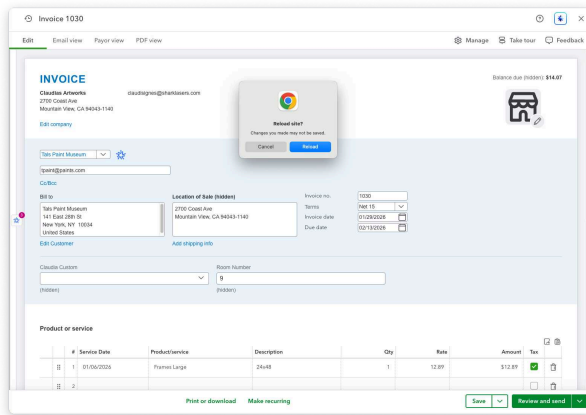 Invoice 1030
Edit Email view Payor view PDF view
Manage Take tour Feedback
INVOICE
Balance due (hidden): $14.07
Claudias Artworks claudisignes@sharklasers.com
2700 Coast Ave
Mountain View, CA 94043-1140
Edit company
Reload site?
Changes you made may not be saved.
Cancel Reload
Tals Paint Museum
tpaint@paints.com
Cc/Bcc
Bill to
Tals Paint Museum
141 East 28th St
New York, NY 10034
United States
Edit Customer
Location of Sale (hidden)
2700 Coast Ave
Mountain View, CA 94043-1140
Add shipping info
Invoice no. 1030
Terms Net 15
Invoice date 01/29/2026
Due date 02/13/2026
Claudia Custom
(hidden)
Room Number
9
(hidden)
Product or service
# Service Date Product/service Description Qty Rate Amount Tax
1 01/06/2026 Frames Large 24x48 1 12.89 $12.89
2
Print or download Make recurring
Save Review and send